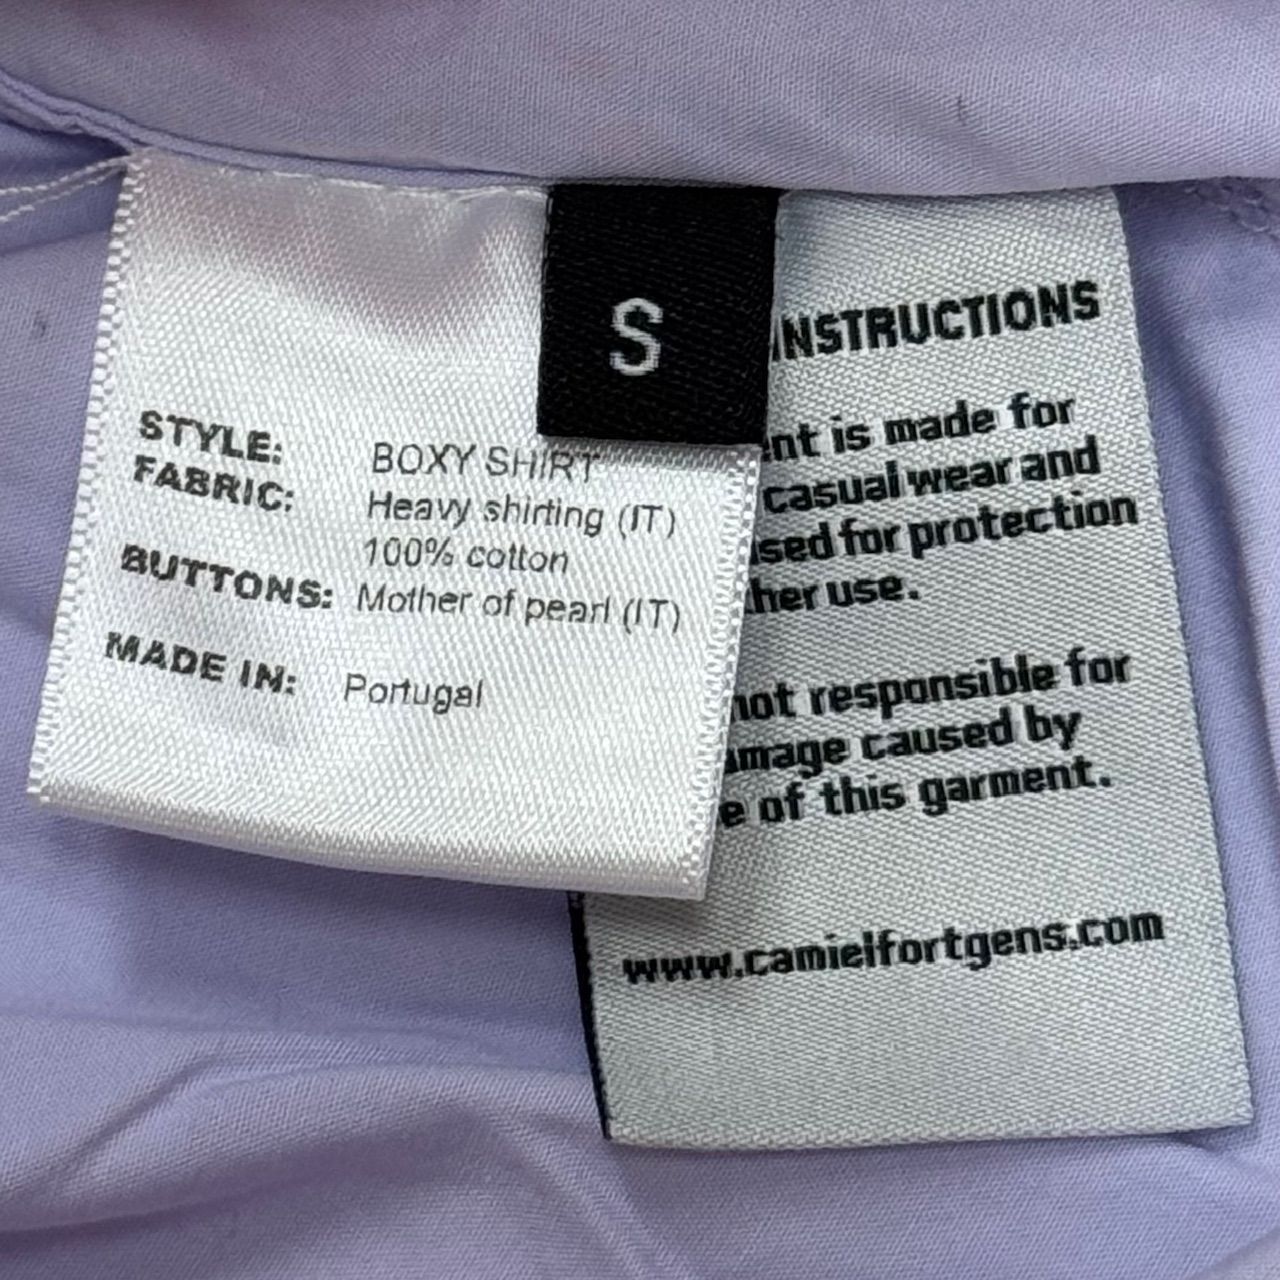 S
STYLE: BOXY SHIRT
FABRIC: Heavy shirting (IT)
100% cotton
BUTTONS: Mother of pearl (IT)
MADE IN: Portugal
INSTRUCTIONS
is made for
casual wear and
for protection
use.
not responsible for
caused by
of this garment.
www.camielfortgens.com